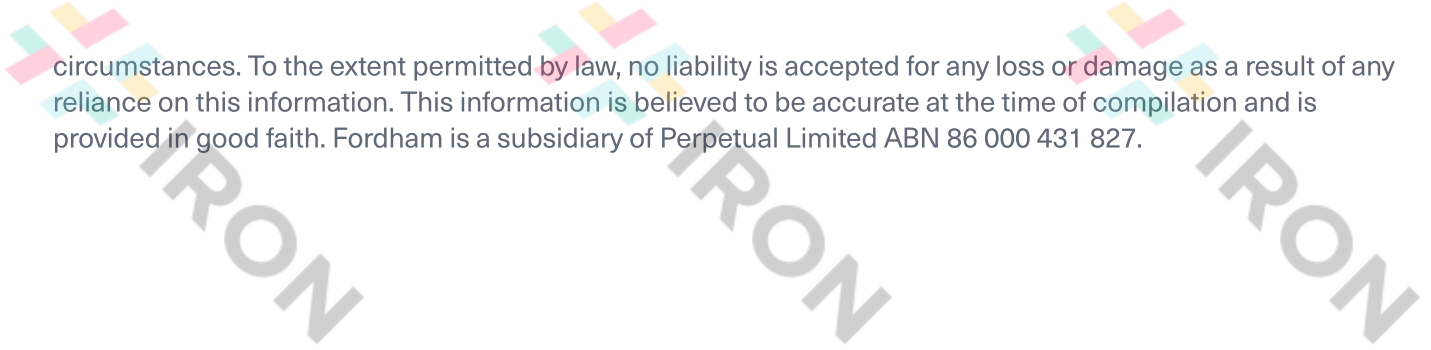 circumstances. To the extent permitted by law, no liability is accepted for any loss or damage as a result of any
reliance on this information. This information is believed to be accurate at the time of compilation and is
provided in good faith. Fordham is a subsidiary of Perpetual Limited ABN 86 000 431 827.
IRON
IRON
IRON